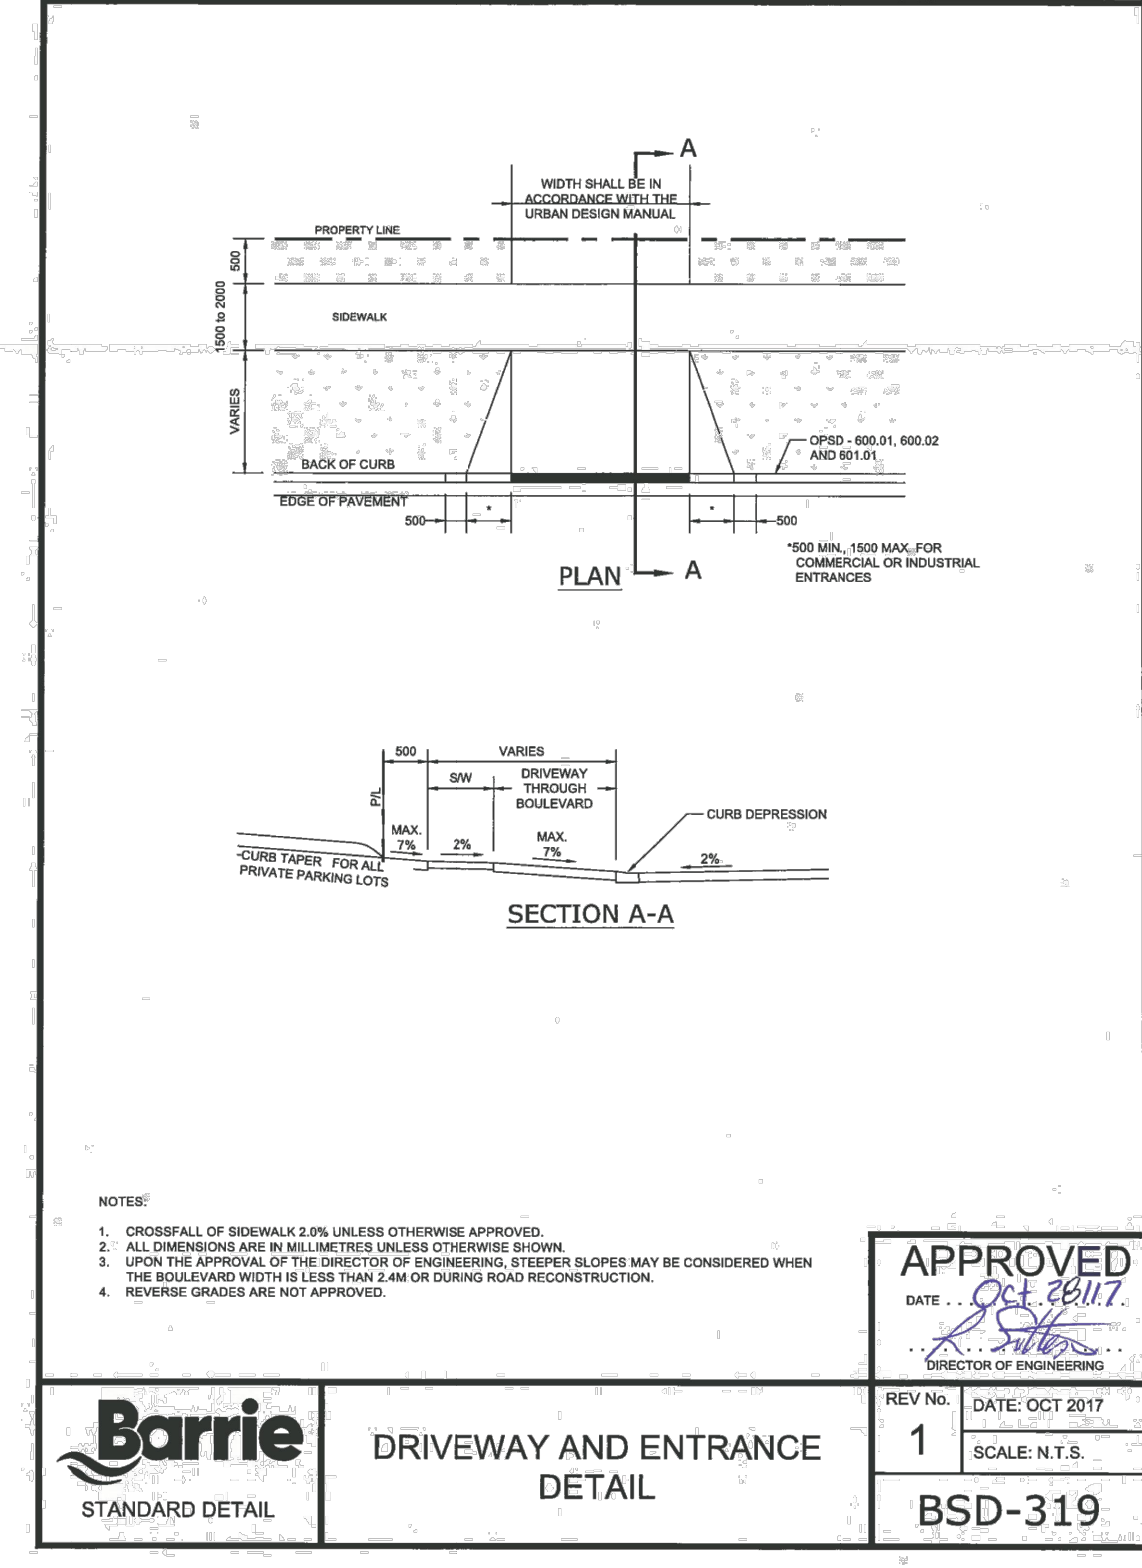 A
WIDTH SHALL BE IN
ACCORDANCE WITH THE
URBAN DESIGN MANUAL
PROPERTY LINE
500
1500 to 2000
SIDEWALK
VARIES
OPSD - 600.01, 600.02
AND 601.01
BACK OF CURB
EDGE OF PAVEMENT
500
*
*
500
*500 MIN., 1500 MAX. FOR
COMMERCIAL OR INDUSTRIAL
ENTRANCES
PLAN
A
500
VARIES
S/W
DRIVEWAY
THROUGH
BOULEVARD
P/L
CURB DEPRESSION
MAX.
7%
2%
MAX.
7%
2%
CURB TAPER FOR ALL
PRIVATE PARKING LOTS
SECTION A-A
NOTES:
1. CROSSFALL OF SIDEWALK 2.0% UNLESS OTHERWISE APPROVED.
2. ALL DIMENSIONS ARE IN MILLIMETRES UNLESS OTHERWISE SHOWN.
3. UPON THE APPROVAL OF THE DIRECTOR OF ENGINEERING, STEEPER SLOPES MAY BE CONSIDERED WHEN
THE BOULEVARD WIDTH IS LESS THAN 2.4M OR DURING ROAD RECONSTRUCTION.
4. REVERSE GRADES ARE NOT APPROVED.
APPROVED
DATE Oct 28/17
DIRECTOR OF ENGINEERING
Barrie
STANDARD DETAIL
DRIVEWAY AND ENTRANCE
DETAIL
REV No.
1
DATE: OCT 2017
SCALE: N.T.S.
BSD-319